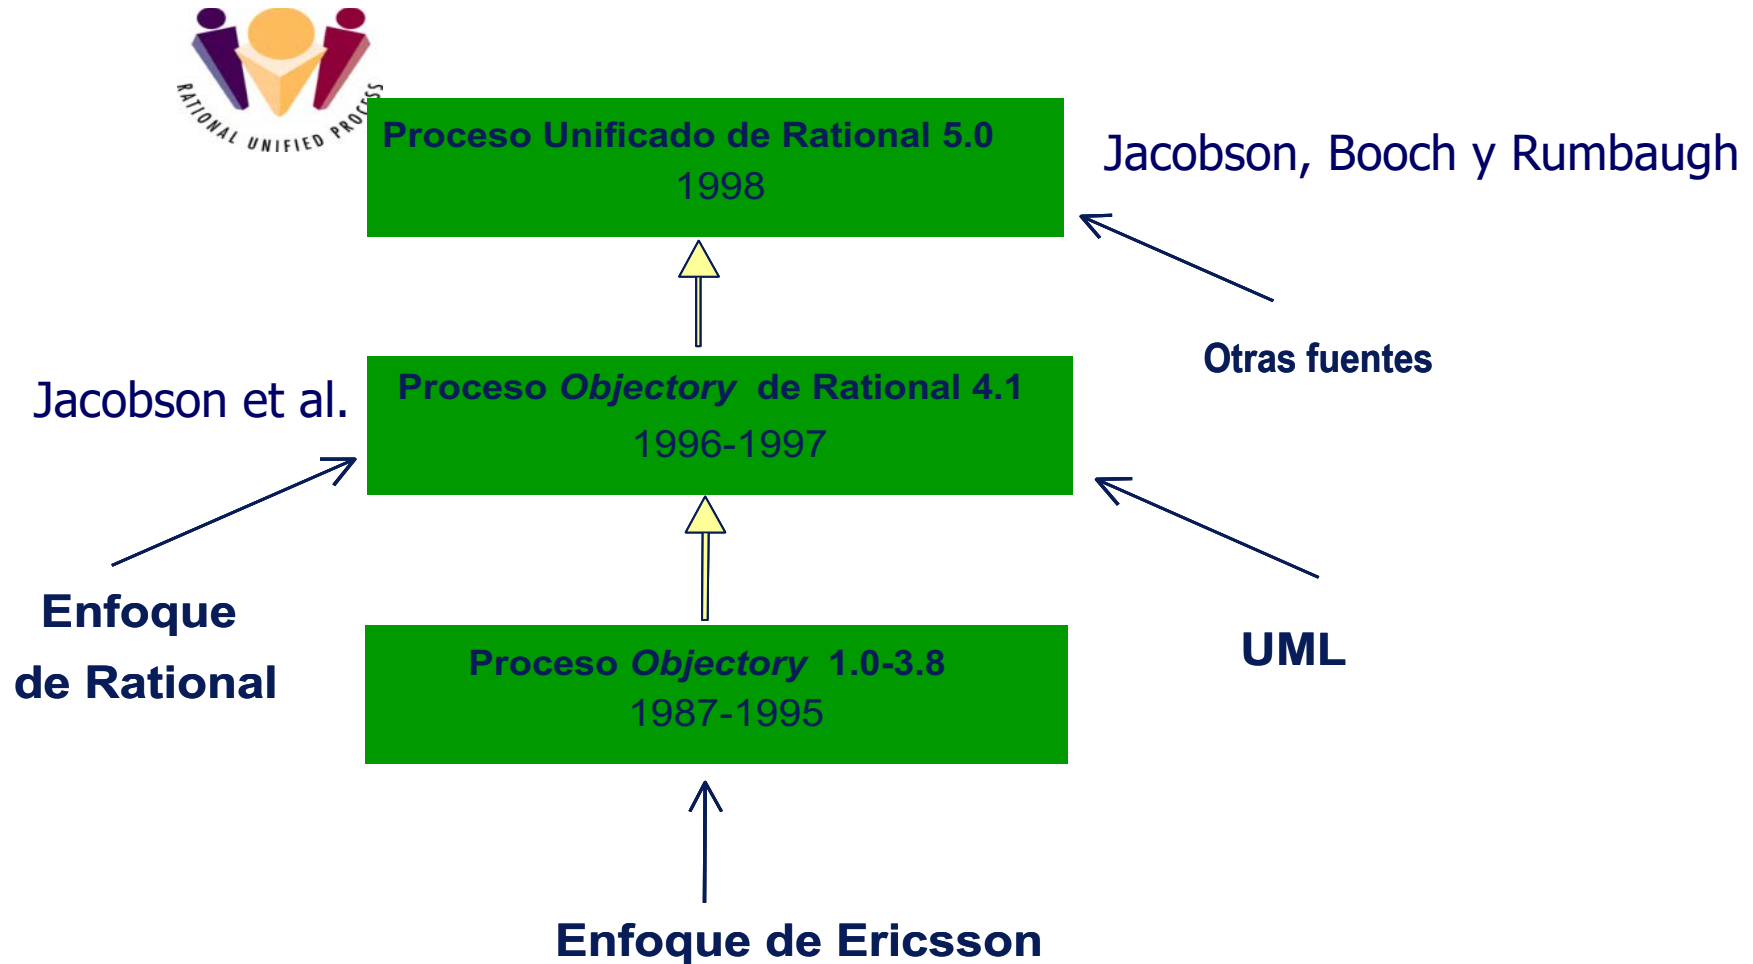 RATIONAL UNIFIED PROCESS
Proceso Unificado de Rational 5.0
1998
Jacobson, Booch y Rumbaugh
Otras fuentes
Jacobson et al.
Proceso Objectory de Rational 4.1
1996-1997
Enfoque
de Rational
UML
Proceso Objectory 1.0-3.8
1987-1995
Enfoque de Ericsson